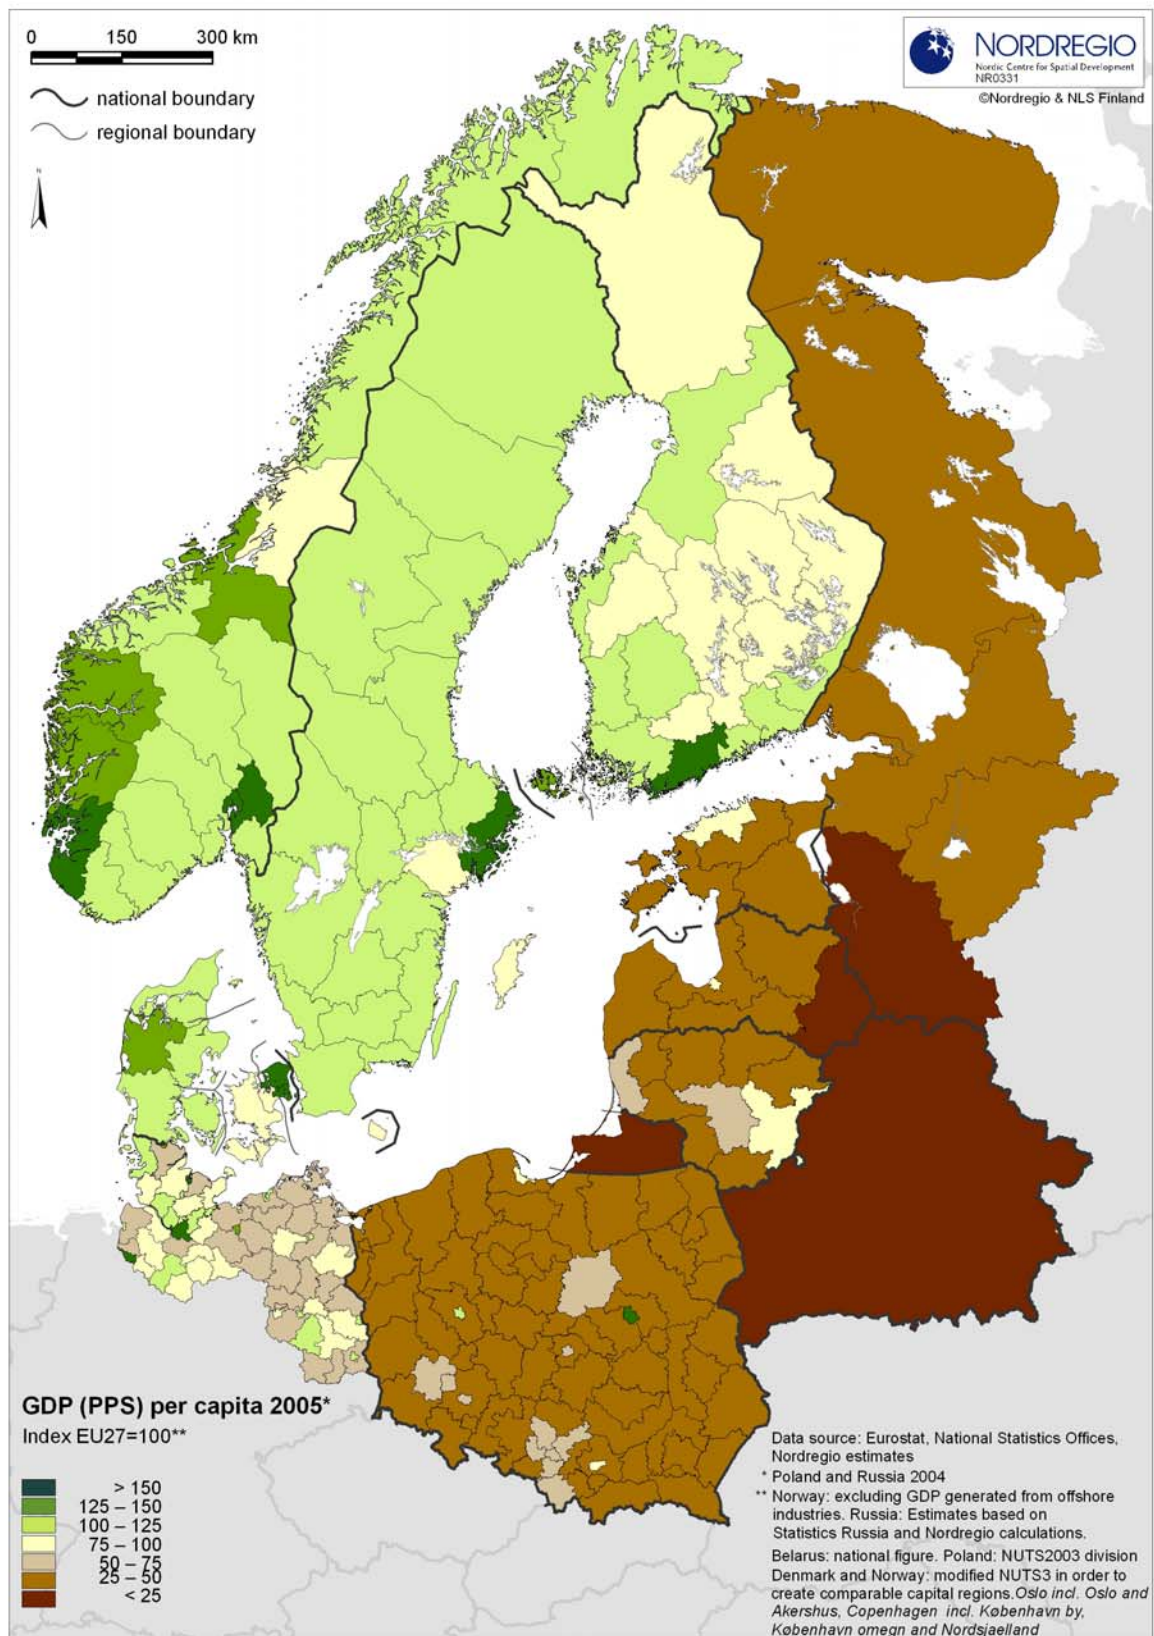 0 150 300 km
national boundary
regional boundary
N
NORDREGIO
Nordic Centre for Spatial Development
NR0331
©Nordregio & NLS Finland
GDP (PPS) per capita 2005*
Index EU27=100**
> 150
125 – 150
100 – 125
75 – 100
50 – 75
25 – 50
< 25
Data source: Eurostat, National Statistics Offices,
Nordregio estimates
* Poland and Russia 2004
** Norway: excluding GDP generated from offshore
industries. Russia: Estimates based on
Statistics Russia and Nordregio calculations.
Belarus: national figure. Poland: NUTS2003 division
Denmark and Norway: modified NUTS3 in order to
create comparable capital regions.Oslo incl. Oslo and
Akershus, Copenhagen incl. København by,
København omegn and Nordsjaelland